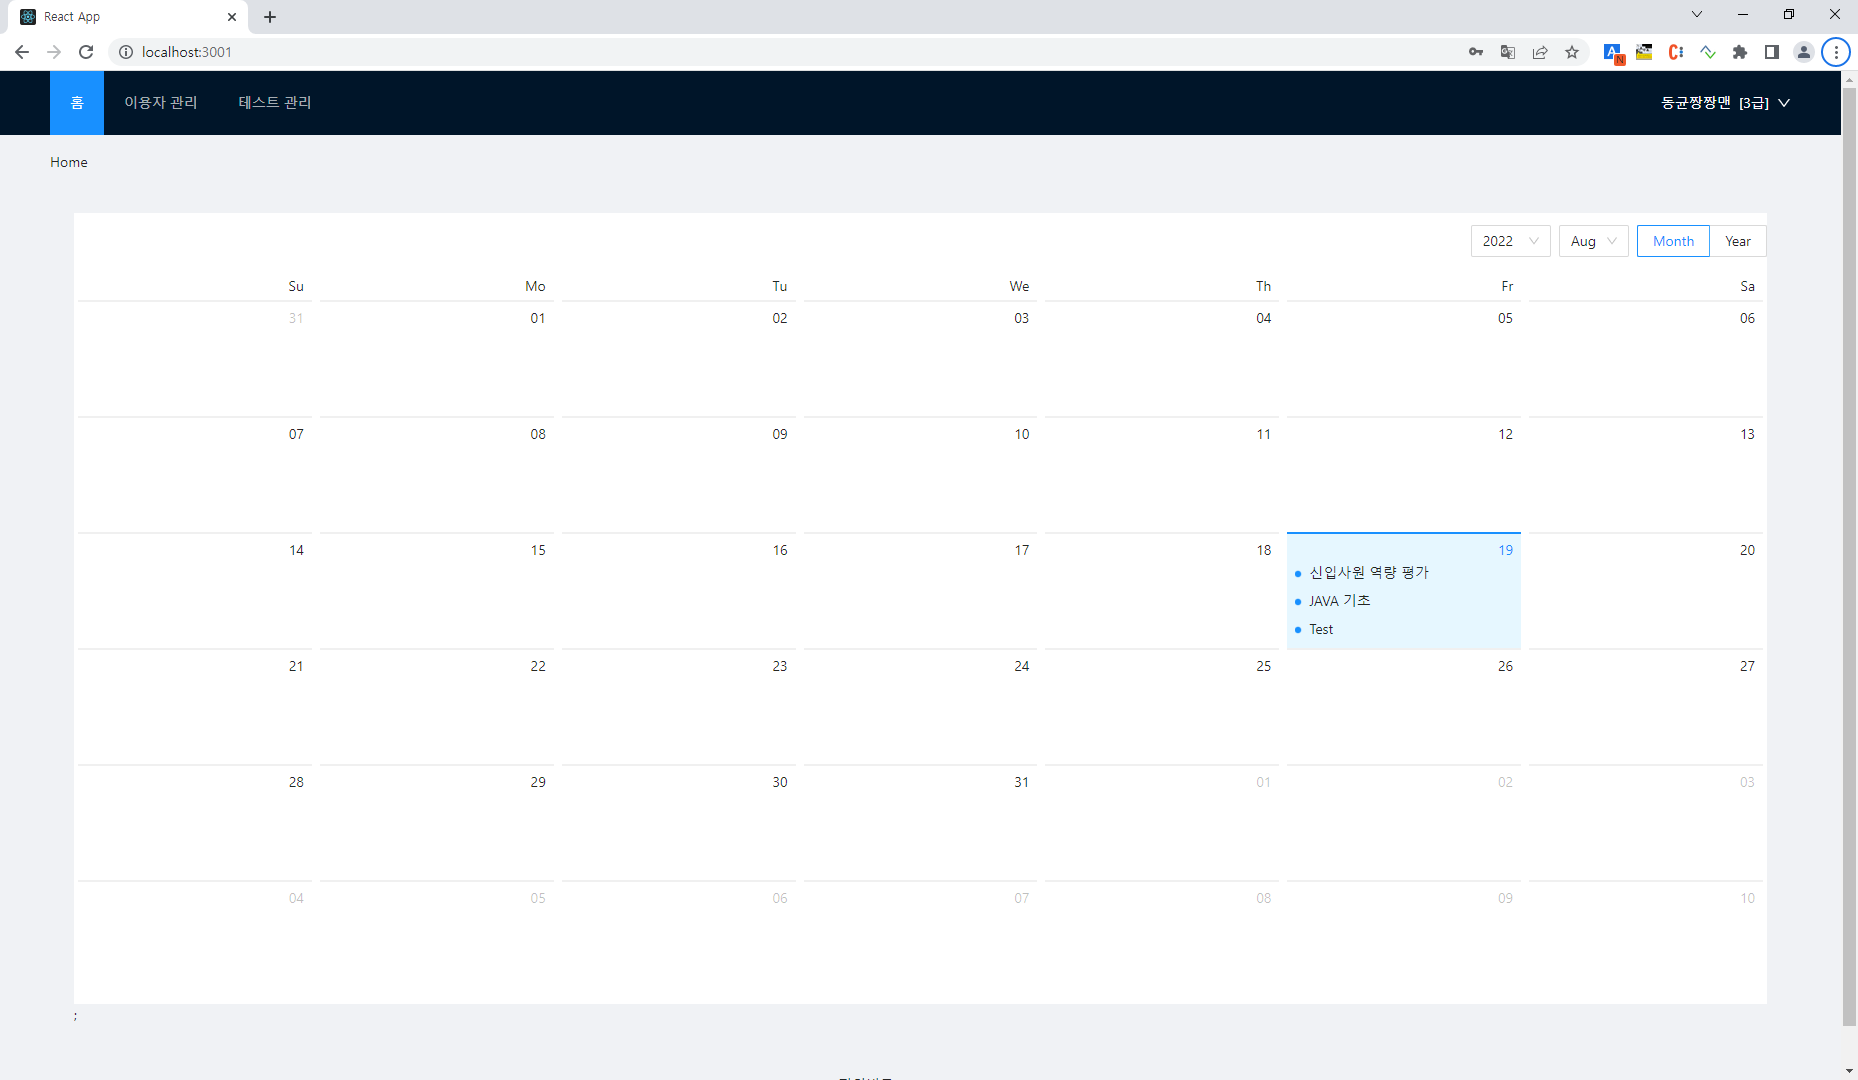 React App
localhost:3001
홈 이용자 관리 테스트 관리 동균짱짱맨 [3급]
Home
2022 Aug Month Year
Su Mo Tu We Th Fr Sa
31 01 02 03 04 05 06
07 08 09 10 11 12 13
14 15 16 17 18 19 20
신입사원 역량 평가
JAVA 기초
Test
21 22 23 24 25 26 27
28 29 30 31 01 02 03
04 05 06 07 08 09 10
;